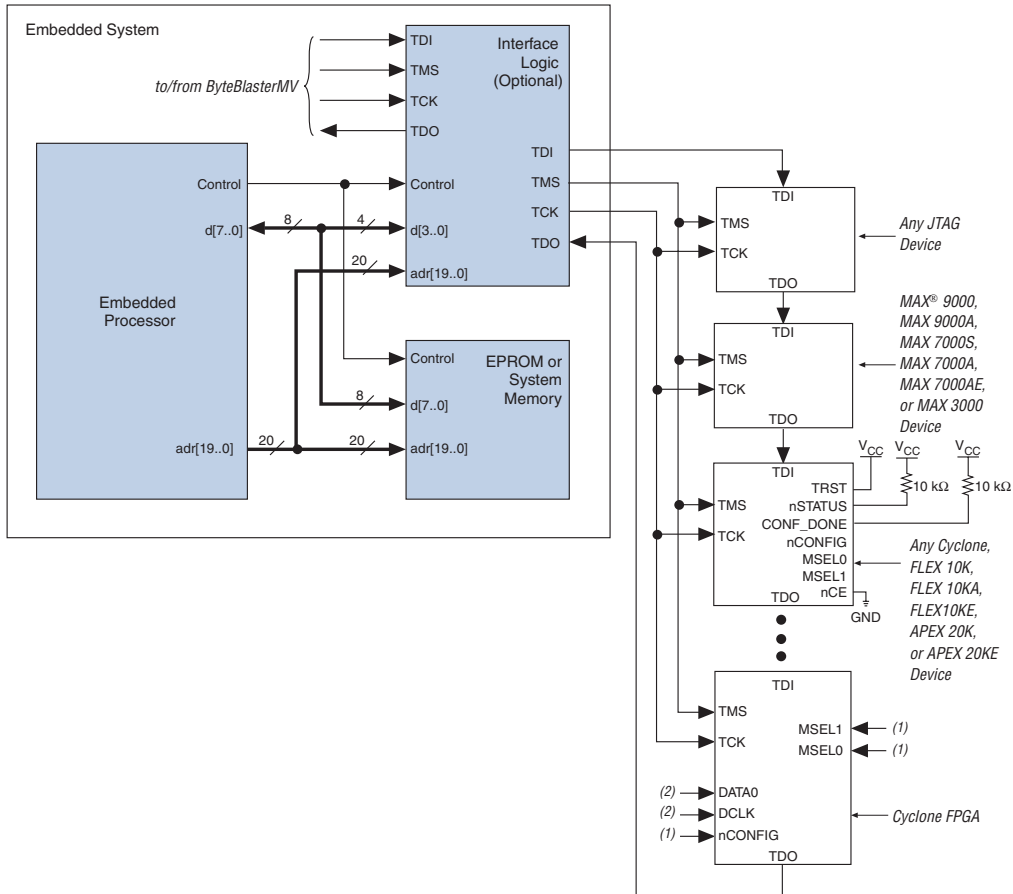 Embedded System
to/from ByteBlasterMV
TDI
TMS
TCK
TDO
Interface
Logic
(Optional)
TDI
TMS
TCK
TDO
Control
d[3..0]
adr[19..0]
Control
d[7..0]
8
4
20
Embedded
Processor
adr[19..0]
20
20
8
Control
d[7..0]
adr[19..0]
EPROM or
System
Memory
TDI
TMS
TCK
TDO
Any JTAG
Device
TDI
TMS
TCK
TDO
MAX® 9000,
MAX 9000A,
MAX 7000S,
MAX 7000A,
MAX 7000AE,
or MAX 3000
Device
VCC
VCC
VCC
10 kΩ
10 kΩ
TDI
TMS
TCK
TRST
nSTATUS
CONF_DONE
nCONFIG
MSEL0
MSEL1
nCE
TDO
GND
Any Cyclone,
FLEX 10K,
FLEX 10KA,
FLEX10KE,
APEX 20K,
or APEX 20KE
Device
TDI
TMS
TCK
MSEL1
(1)
MSEL0
(1)
(2)
DATA0
(2)
DCLK
(1)
nCONFIG
TDO
Cyclone FPGA